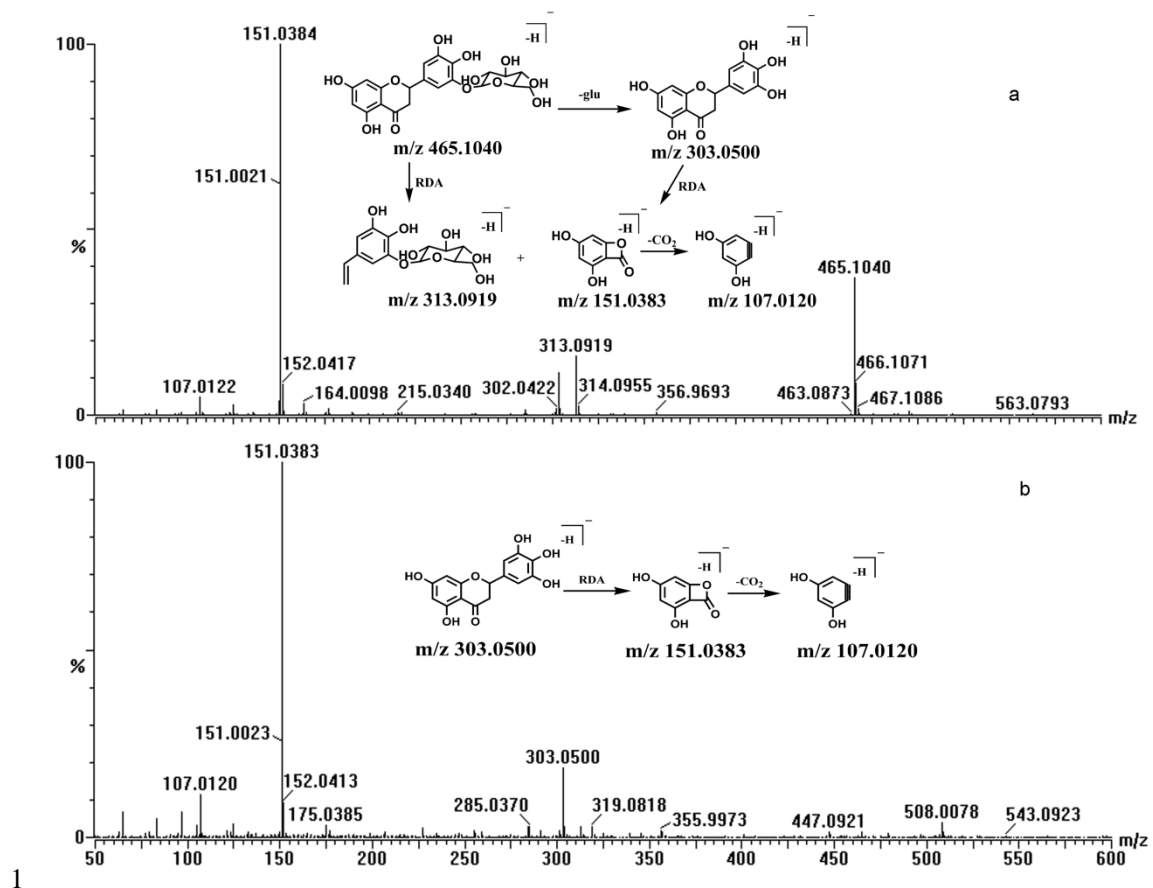 100
151.0384
151.0021
%
152.0417
107.0122
164.0098
215.0340
302.0422
313.0919
314.0955
356.9693
463.0873
465.1040
466.1071
467.1086
563.0793
0
m/z
a
OH
OH
HO
O
OH
O
O
HO
OH
O
OH
OH
-H
−
m/z 465.1040
-glu
OH
OH
HO
O
OH
OH
O
-H
−
m/z 303.0500
RDA
RDA
OH
OH
O
HO
OH
O
OH
OH
-H
−
m/z 313.0919
+
HO
O
O
OH
-H
−
m/z 151.0383
-CO₂
HO
OH
-H
−
m/z 107.0120
100
151.0383
b
151.0023
%
107.0120
152.0413
175.0385
285.0370
303.0500
319.0818
355.9973
447.0921
508.0078
543.0923
0
m/z
OH
OH
HO
O
OH
OH
O
-H
−
m/z 303.0500
RDA
HO
O
O
OH
-H
−
m/z 151.0383
-CO₂
HO
OH
-H
−
m/z 107.0120
50 100 150 200 250 300 350 400 450 500 550 600
1